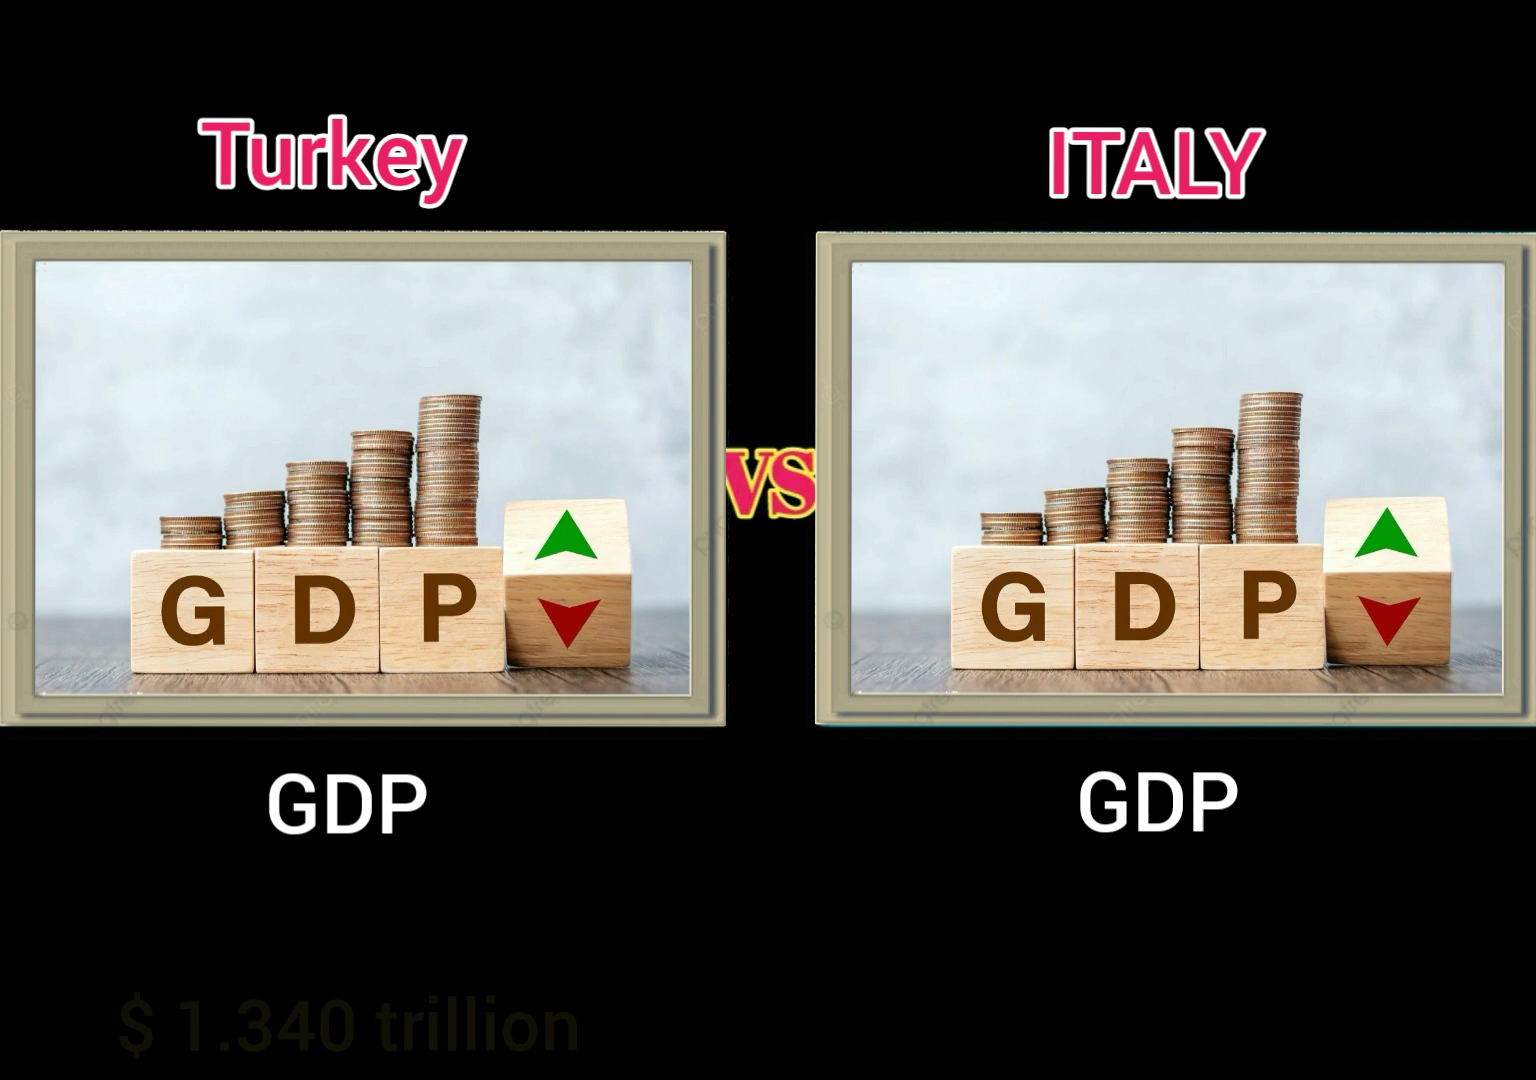 Turkey
ITALY
VS
G D P
G D P
GDP
GDP
$ 1.340 trillion